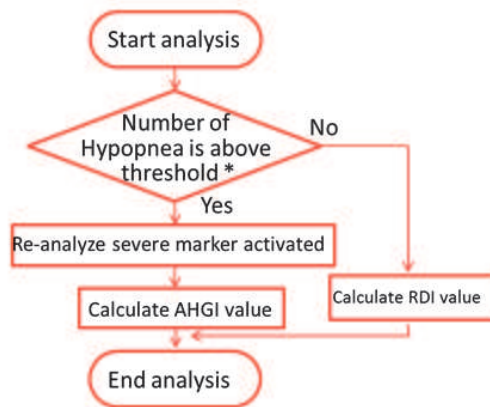 Start analysis
Number of
Hypopnea is above
threshold *
No
Yes
Re-analyze severe marker activated
Calculate AHGI value
Calculate RDI value
End analysis